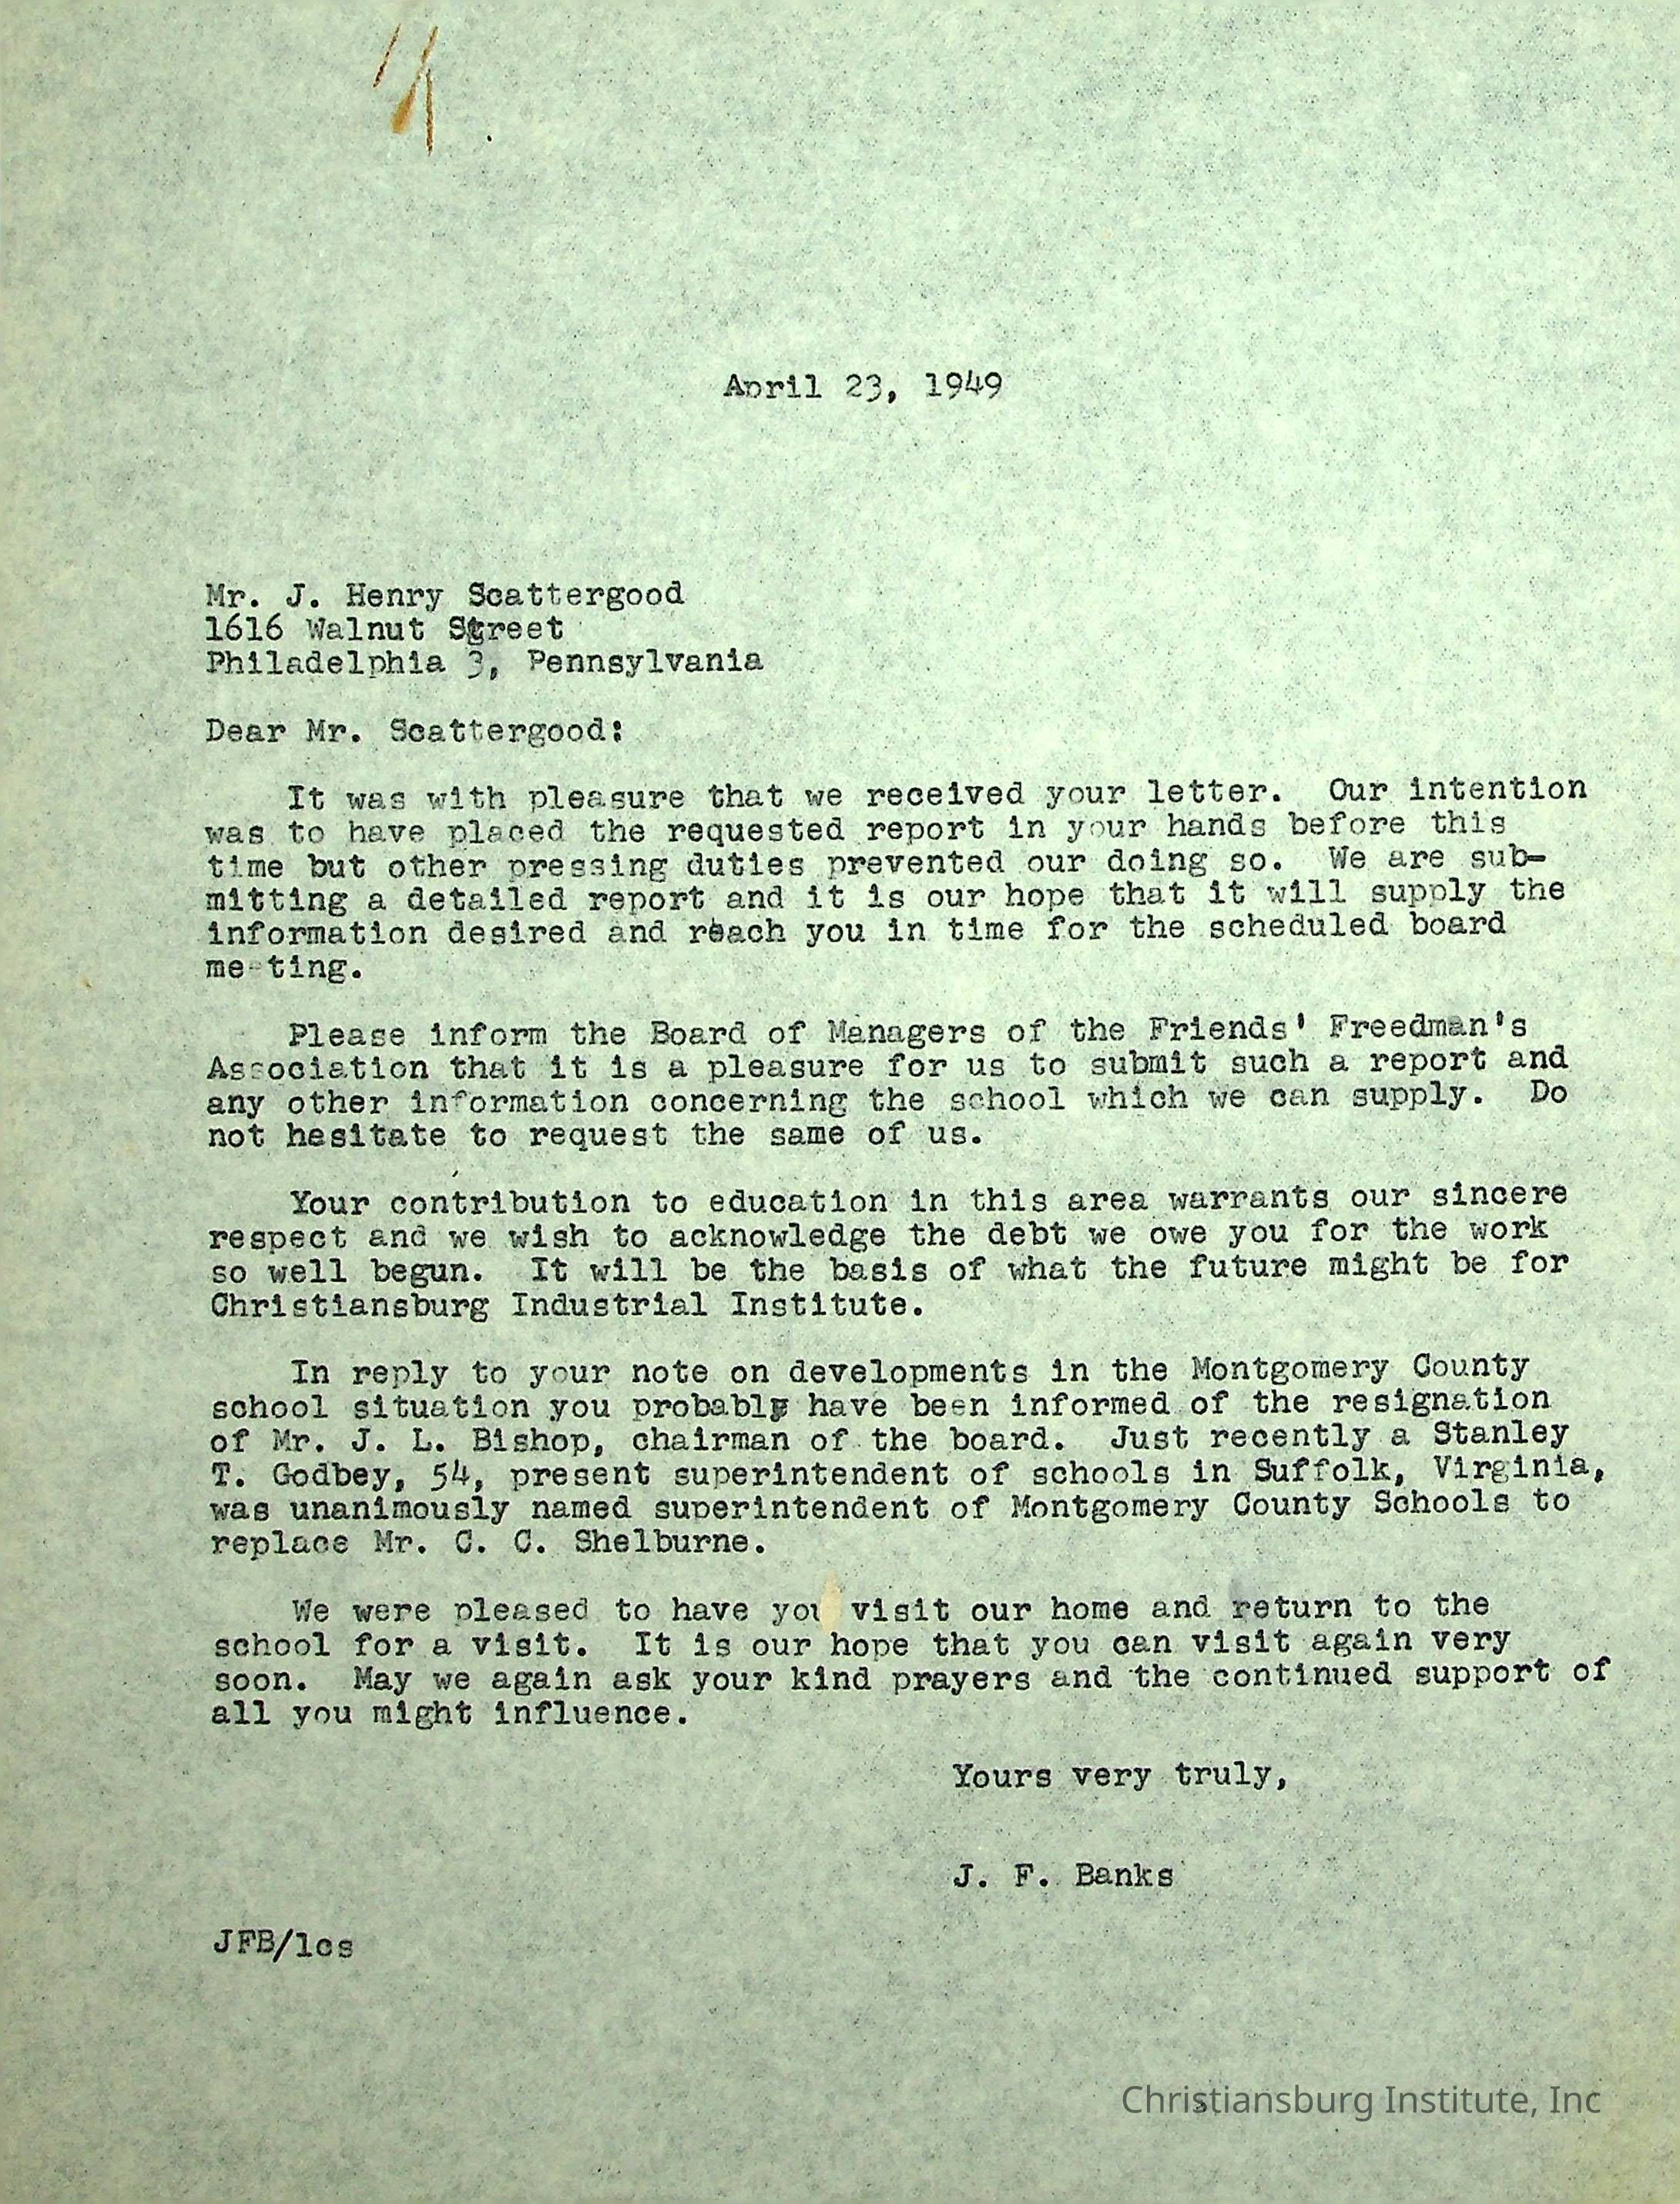 April 23, 1949
Mr. J. Henry Scattergood
1616 Walnut Street
Philadelphia 3, Pennsylvania
Dear Mr. Scattergood:
It was with pleasure that we received your letter. Our intention
was to have placed the requested report in your hands before this
time but other pressing duties prevented our doing so. We are sub-
mitting a detailed report and it is our hope that it will supply the
information desired and reach you in time for the scheduled board
meeting.
Please inform the Board of Managers of the Friends' Freedman's
Association that it is a pleasure for us to submit such a report and
any other information concerning the school which we can supply. Do
not hesitate to request the same of us.
Your contribution to education in this area warrants our sincere
respect and we wish to acknowledge the debt we owe you for the work
so well begun. It will be the basis of what the future might be for
Christiansburg Industrial Institute.
In reply to your note on developments in the Montgomery County
school situation you probably have been informed of the resignation
of Mr. J. L. Bishop, chairman of the board. Just recently a Stanley
T. Godbey, 54, present superintendent of schools in Suffolk, Virginia,
was unanimously named superintendent of Montgomery County Schools to
replace Mr. C. C. Shelburne.
We were pleased to have you visit our home and return to the
school for a visit. It is our hope that you can visit again very
soon. May we again ask your kind prayers and the continued support of
all you might influence.
Yours very truly,
J. F. Banks
JFB/lcs
Christiansburg Institute, Inc